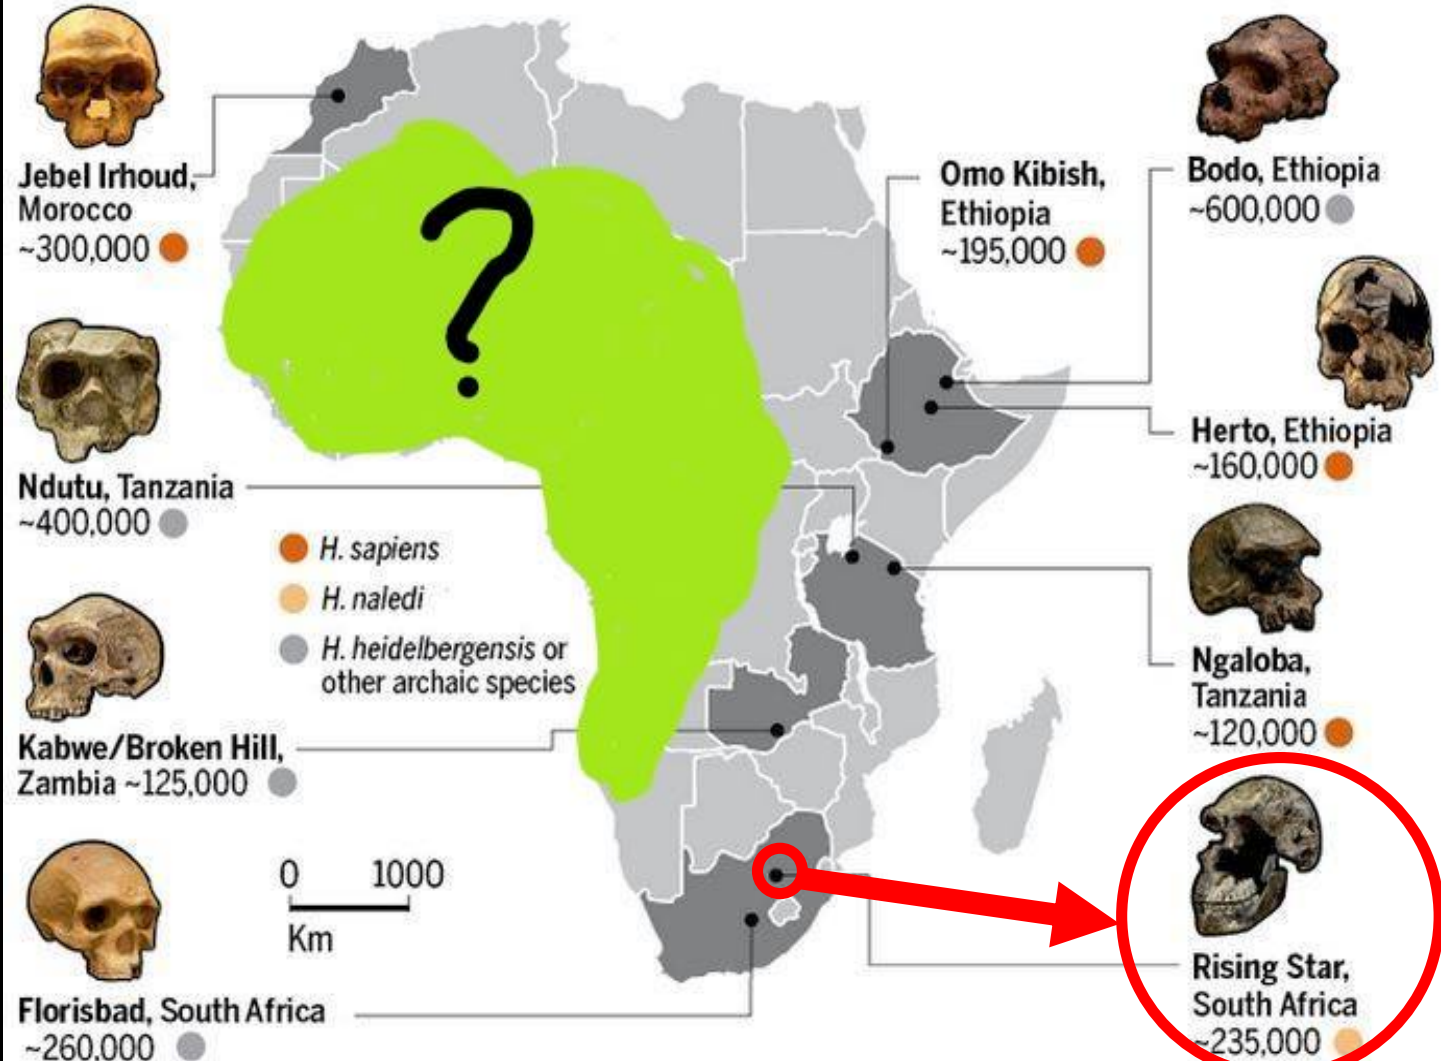 Jebel Irhoud,
Morocco
~300,000
?
Omo Kibish,
Ethiopia
~195,000
Bodo, Ethiopia
~600,000
Herto, Ethiopia
~160,000
Ndutu, Tanzania
~400,000
H. sapiens
H. naledi
H. heidelbergensis or
other archaic species
Ngaloba,
Tanzania
~120,000
Kabwe/Broken Hill,
Zambia ~125,000
0 1000
Km
Florisbad, South Africa
~260,000
Rising Star,
South Africa
~235,000